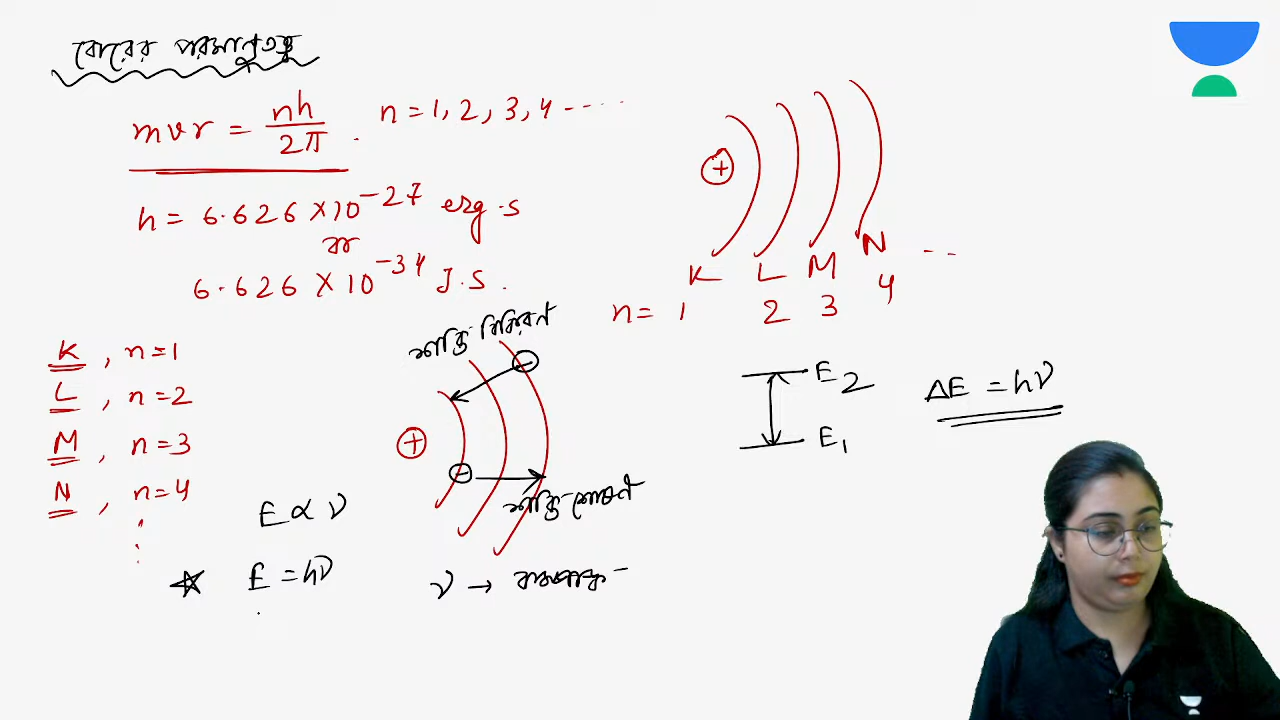 বোরের পরমাণুতত্ত্ব
mvr = nh/2π . n = 1, 2, 3, 4 ....
h = 6.626 × 10⁻²⁷ erg.s
বা
6.626 × 10⁻³⁴ J.S.
+
K L M N ...
n = 1 2 3 4
K , n=1
L , n=2
M , n=3
N , n=4
শক্তি বিকিরণ
−
+
−
শক্তি শোষণ
E₂
E₁
ΔE = hν
E ∝ ν
E = hν
ν →